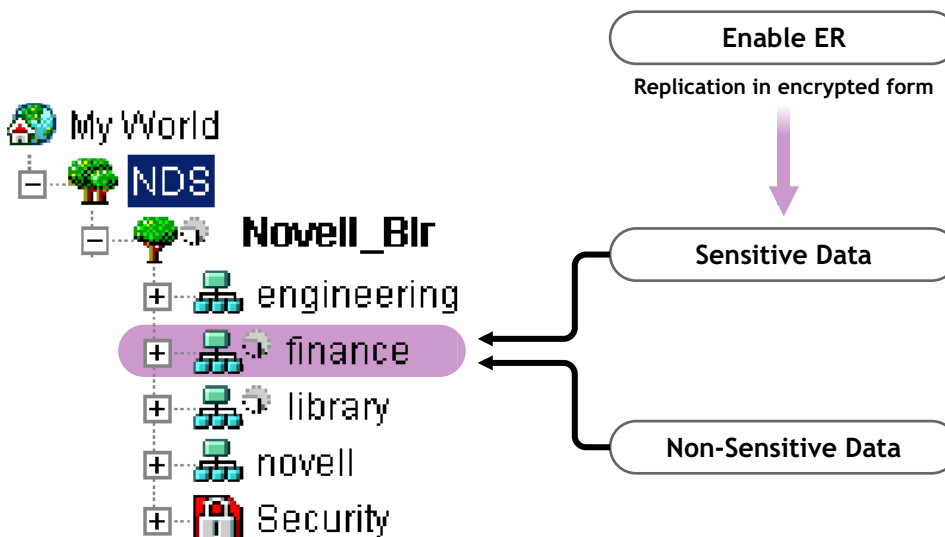 Enable ER
Replication in encrypted form
My World
NDS
Novell_Blr
engineering
finance
library
novell
Security
Sensitive Data
Non-Sensitive Data